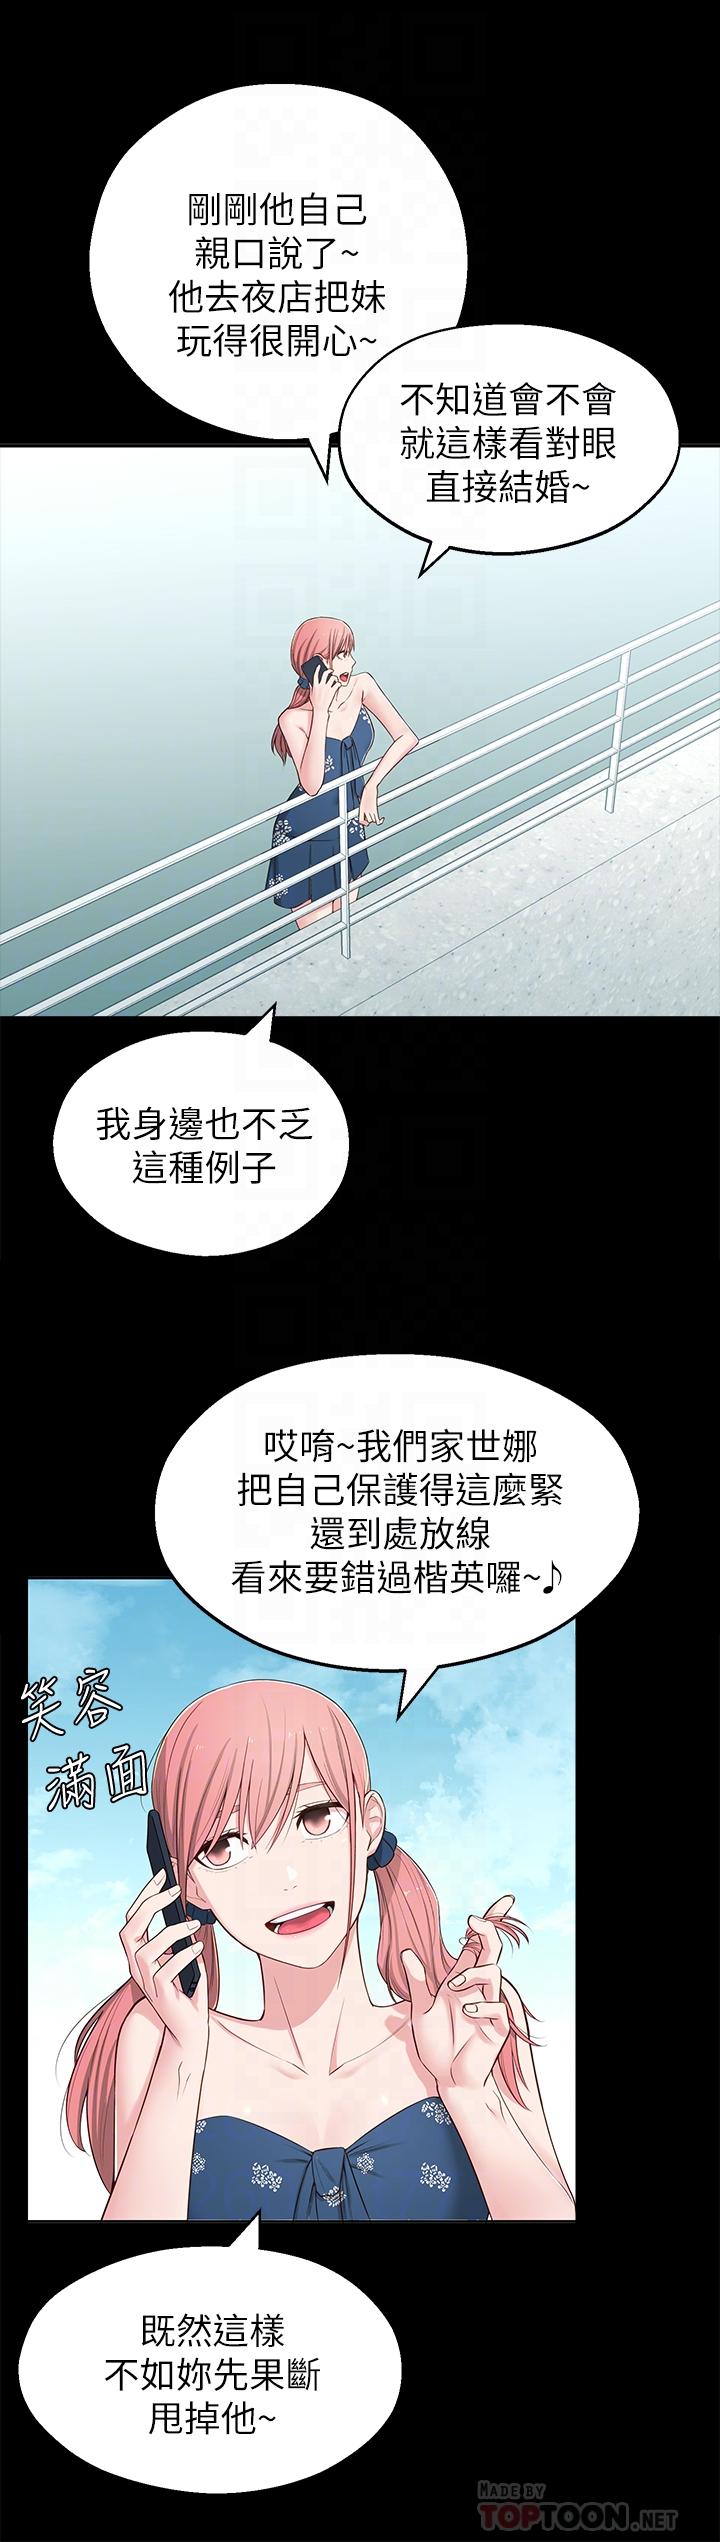 剛剛他自己
親口說了~
他去夜店把妹
玩得很開心~
不知道會不會
就這樣看對眼
直接結婚~
我身邊也不乏
這種例子
哎唷~我們家世娜
把自己保護得這麼緊
還到處放線
看來要錯過楷英囉~♪
笑容
滿面
既然這樣
不如妳先果斷
甩掉他~
MADE BY
TOPTOON.NET